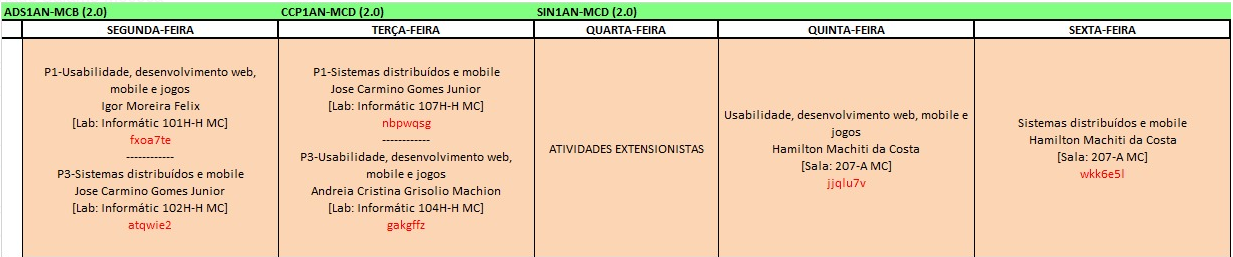 ADS1AN-MCB (2.0) CCP1AN-MCD (2.0) SIN1AN-MCD (2.0)
SEGUNDA-FEIRA TERÇA-FEIRA QUARTA-FEIRA QUINTA-FEIRA SEXTA-FEIRA
P1-Usabilidade, desenvolvimento web,
mobile e jogos
Igor Moreira Felix
[Lab: Informátic 101H-H MC]
fxoa7te
------------
P3-Sistemas distribuídos e mobile
Jose Carmino Gomes Junior
[Lab: Informátic 102H-H MC]
atqwie2
P1-Sistemas distribuídos e mobile
Jose Carmino Gomes Junior
[Lab: Informátic 107H-H MC]
nbpwqsg
------------
P3-Usabilidade, desenvolvimento web,
mobile e jogos
Andreia Cristina Grisolio Machion
[Lab: Informátic 104H-H MC]
gakgffz
ATIVIDADES EXTENSIONISTAS
Usabilidade, desenvolvimento web, mobile e
jogos
Hamilton Machiti da Costa
[Sala: 207-A MC]
jjqlu7v
Sistemas distribuídos e mobile
Hamilton Machiti da Costa
[Sala: 207-A MC]
wkk6e5l